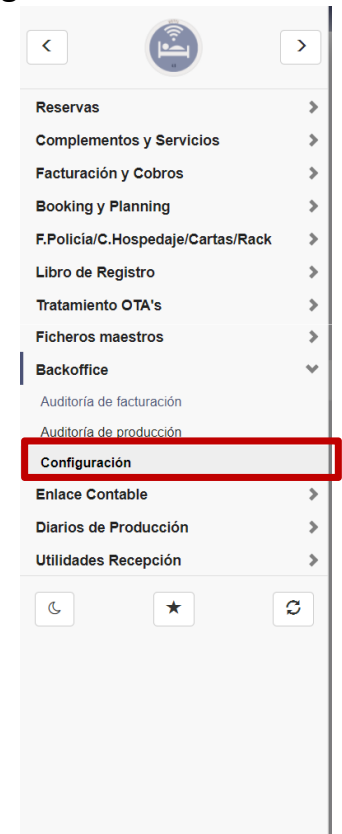 Reservas
Complementos y Servicios
Facturación y Cobros
Booking y Planning
F.Policía/C.Hospedaje/Cartas/Rack
Libro de Registro
Tratamiento OTA's
Ficheros maestros
Backoffice
Auditoría de facturación
Auditoría de producción
Configuración
Enlace Contable
Diarios de Producción
Utilidades Recepción